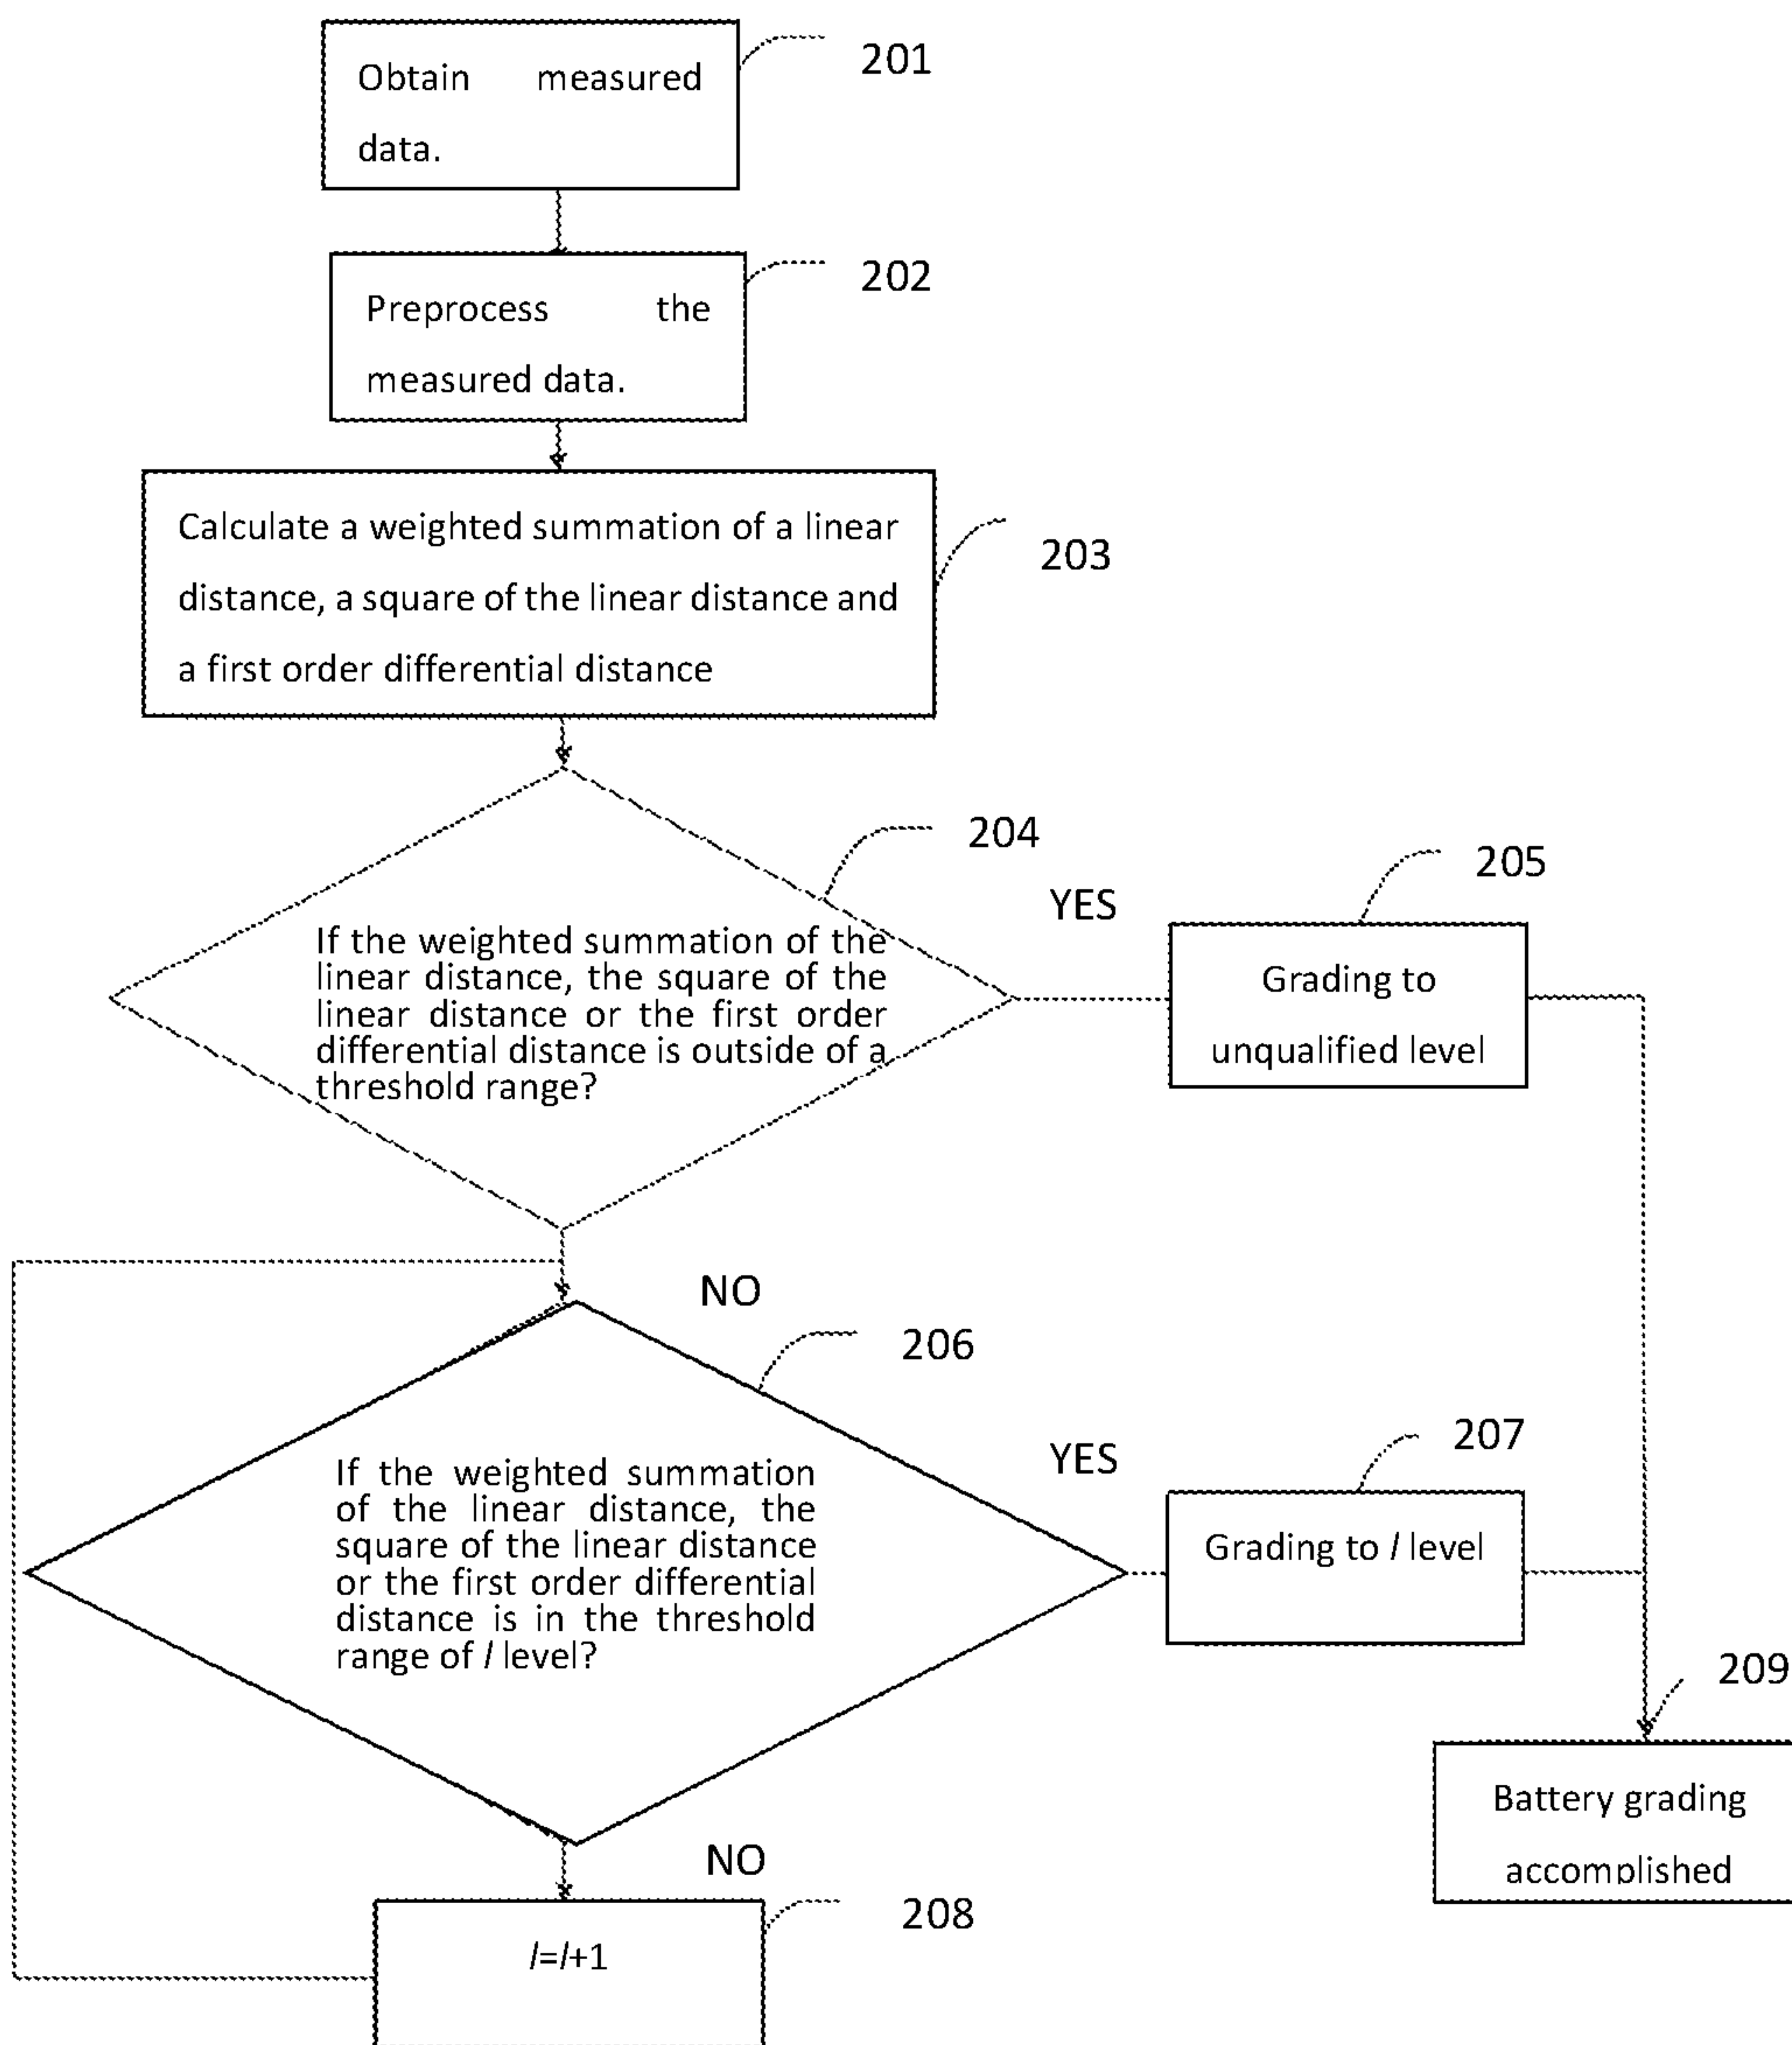 Obtain measured
data.
201
Preprocess the
measured data.
202
Calculate a weighted summation of a linear
distance, a square of the linear distance and
a first order differential distance
203
204
If the weighted summation of the
linear distance, the square of the
linear distance or the first order
differential distance is outside of a
threshold range?
YES
205
Grading to
unqualified level
NO
206
If the weighted summation
of the linear distance, the
square of the linear distance
or the first order differential
distance is in the threshold
range of l level?
YES
207
Grading to l level
209
Battery grading
accomplished
NO
208
l=l+1